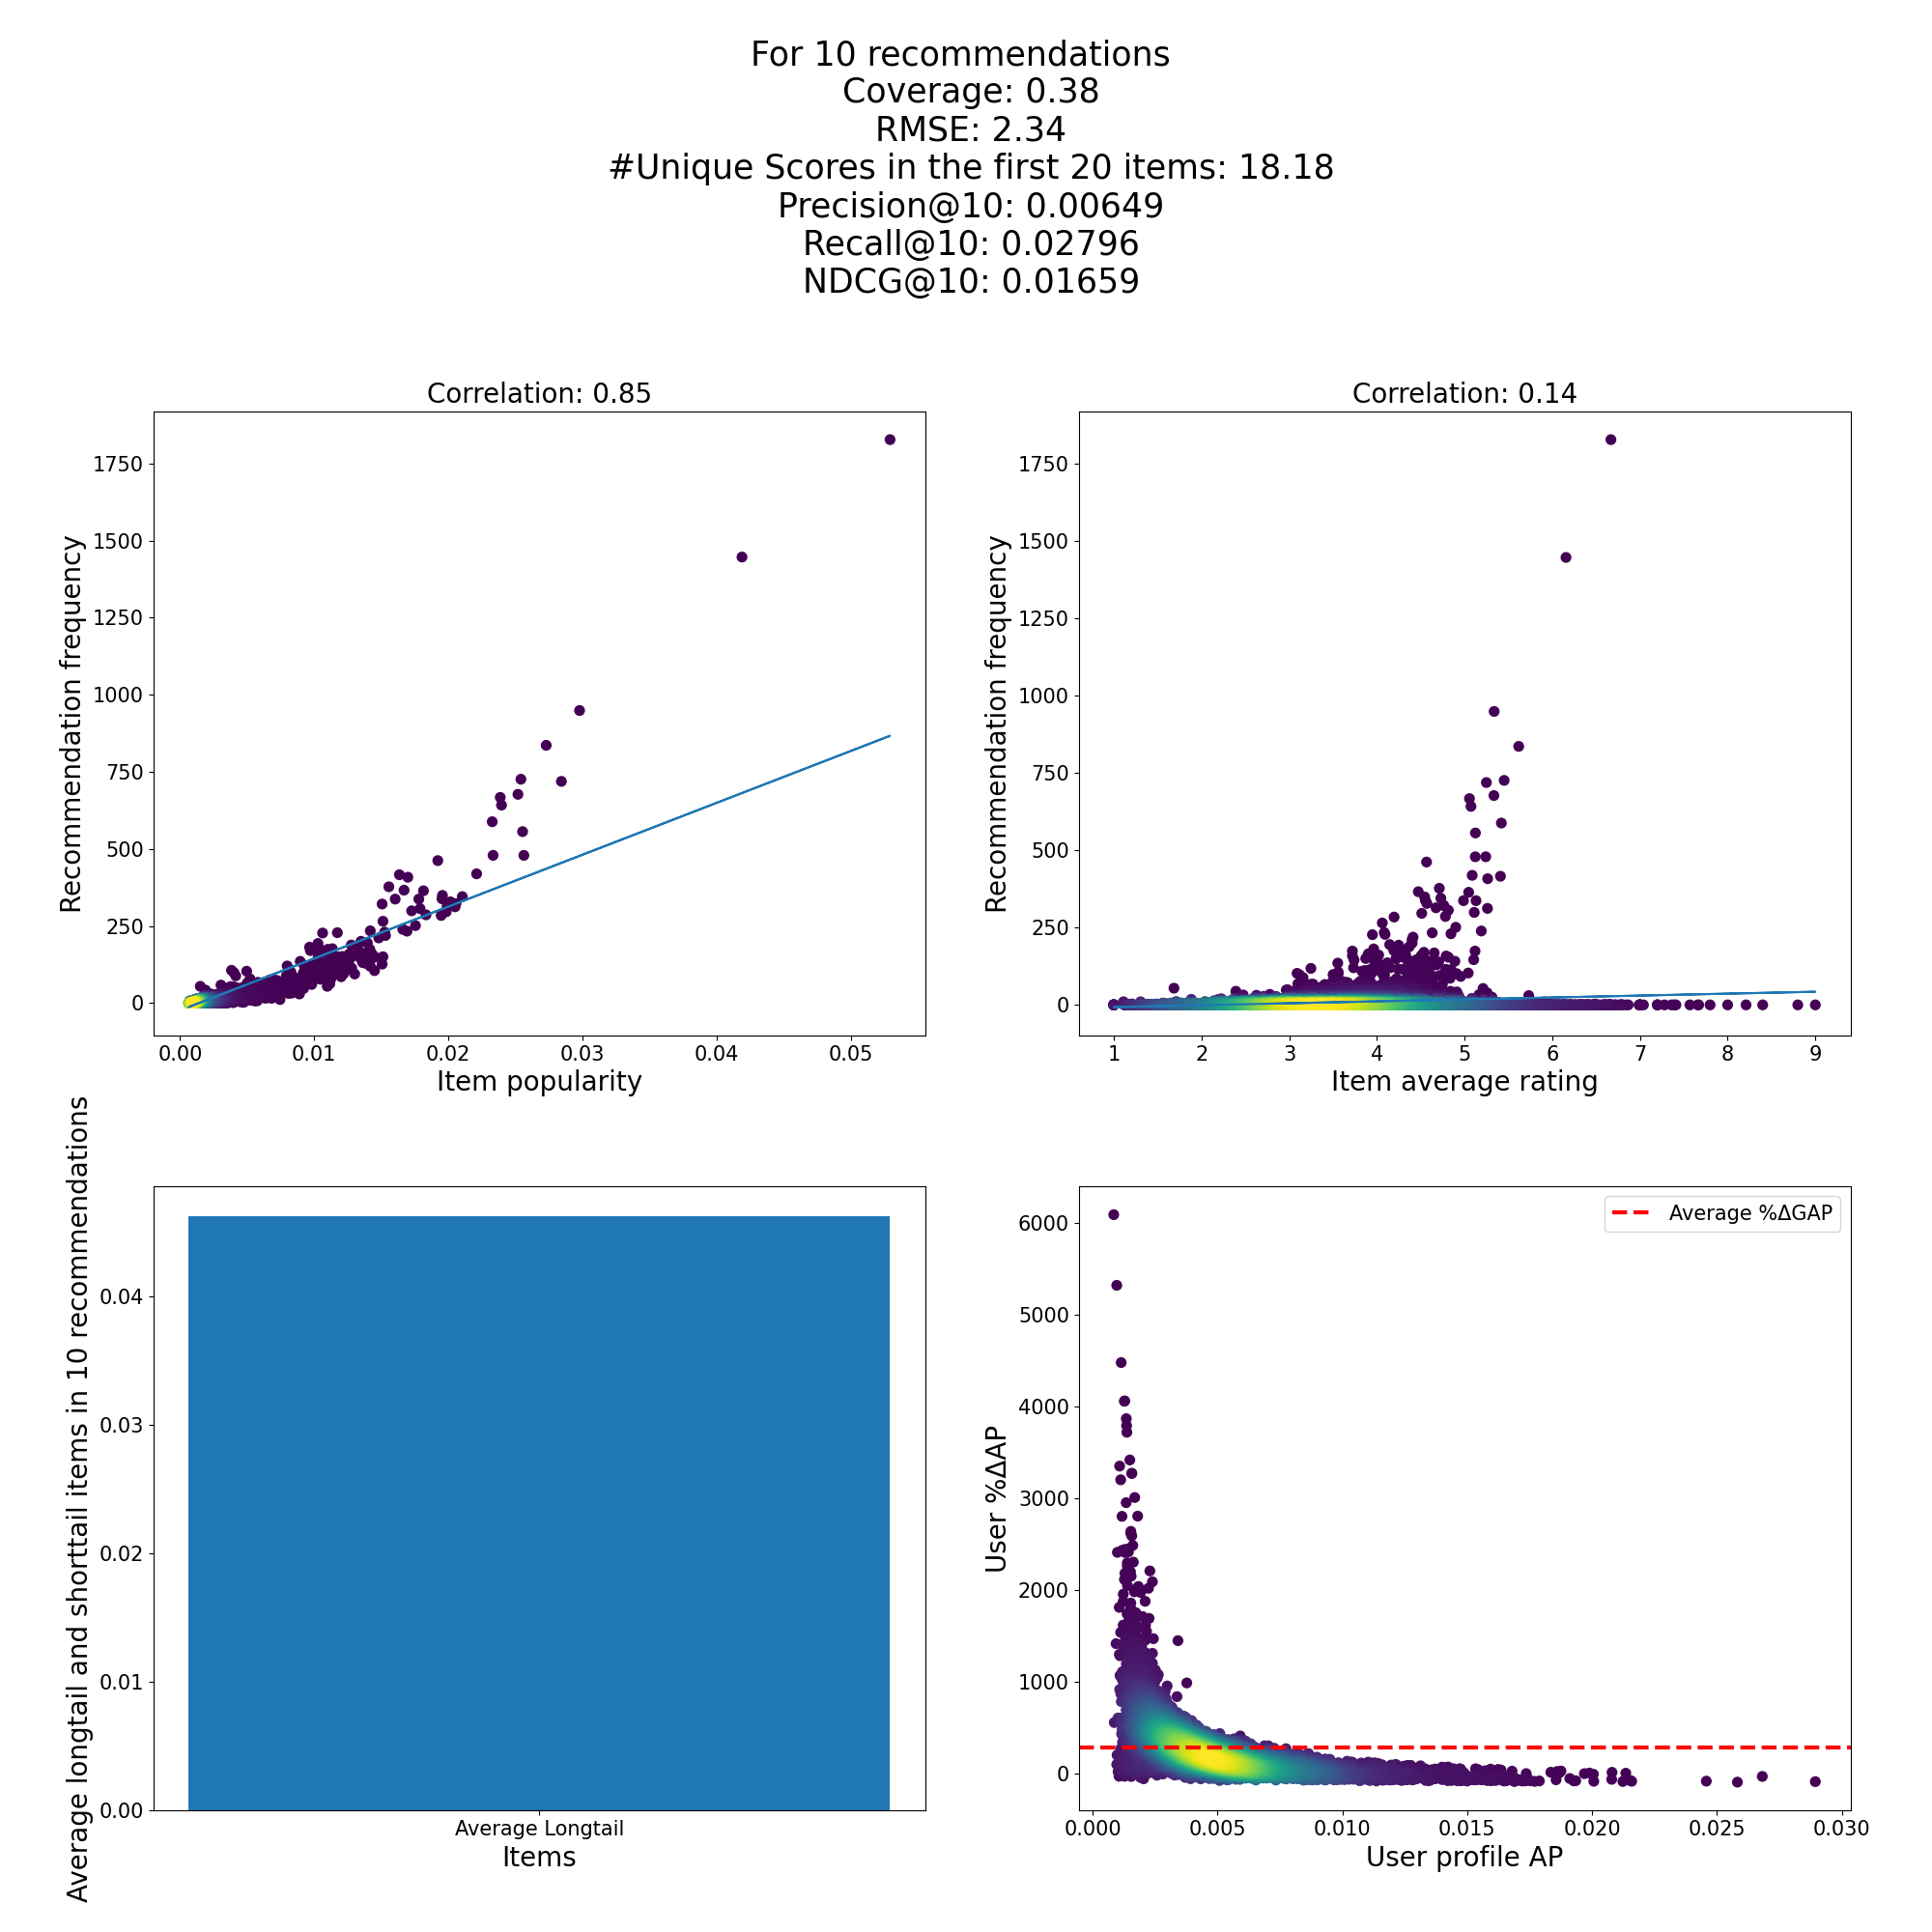 For 10 recommendations
Coverage: 0.38
RMSE: 2.34
#Unique Scores in the first 20 items: 18.18
Precision@10: 0.00649
Recall@10: 0.02796
NDCG@10: 0.01659
Correlation: 0.85
Recommendation frequency
1750
1500
1250
1000
750
500
250
0
0.00 0.01 0.02 0.03 0.04 0.05
Item popularity
Correlation: 0.14
Recommendation frequency
1750
1500
1250
1000
750
500
250
0
1 2 3 4 5 6 7 8 9
Item average rating
Average longtail and shorttail items in 10 recommendations
0.04
0.03
0.02
0.01
0.00
Average Longtail
Items
Average %ΔGAP
User %ΔAP
6000
5000
4000
3000
2000
1000
0
0.000 0.005 0.010 0.015 0.020 0.025 0.030
User profile AP